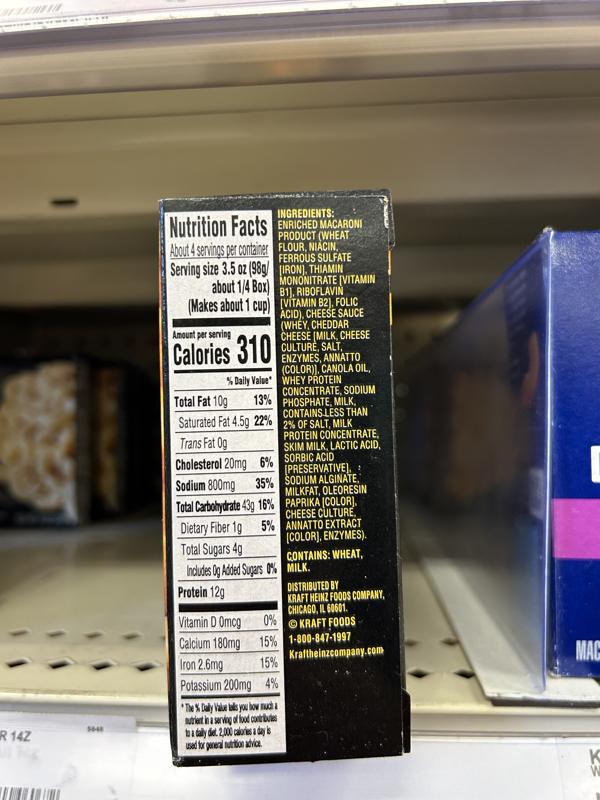 Nutrition Facts
About 4 servings per container
Serving size 3.5 oz (98g/
about 1/4 Box)
(Makes about 1 cup)
Amount per serving
Calories 310
% Daily Value*
Total Fat 10g 13%
Saturated Fat 4.5g 22%
Trans Fat 0g
Cholesterol 20mg 6%
Sodium 800mg 35%
Total Carbohydrate 43g 16%
Dietary Fiber 1g 5%
Total Sugars 4g
Includes 0g Added Sugars 0%
Protein 12g
Vitamin D 0mcg 0%
Calcium 180mg 15%
Iron 2.6mg 15%
Potassium 200mg 4%
*The % Daily Value tells you how much a
nutrient in a serving of food contributes
to a daily diet. 2,000 calories a day is
used for general nutrition advice.
INGREDIENTS:
ENRICHED MACARONI
PRODUCT (WHEAT
FLOUR, NIACIN,
FERROUS SULFATE
[IRON], THIAMIN
MONONITRATE [VITAMIN
B1], RIBOFLAVIN
[VITAMIN B2], FOLIC
ACID), CHEESE SAUCE
(WHEY, CHEDDAR
CHEESE [MILK, CHEESE
CULTURE, SALT,
ENZYMES, ANNATTO
(COLOR)], CANOLA OIL,
WHEY PROTEIN
CONCENTRATE, SODIUM
PHOSPHATE, MILK,
CONTAINS LESS THAN
2% OF SALT, MILK
PROTEIN CONCENTRATE,
SKIM MILK, LACTIC ACID,
SORBIC ACID
[PRESERVATIVE],
SODIUM ALGINATE,
MILKFAT, OLEORESIN
PAPRIKA [COLOR],
CHEESE CULTURE,
ANNATTO EXTRACT
[COLOR], ENZYMES).
CONTAINS: WHEAT,
MILK.
DISTRIBUTED BY
KRAFT HEINZ FOODS COMPANY,
CHICAGO, IL 60601.
© KRAFT FOODS
1-800-847-1997
Kraftheinzcompany.com
MAC
R 14Z
K